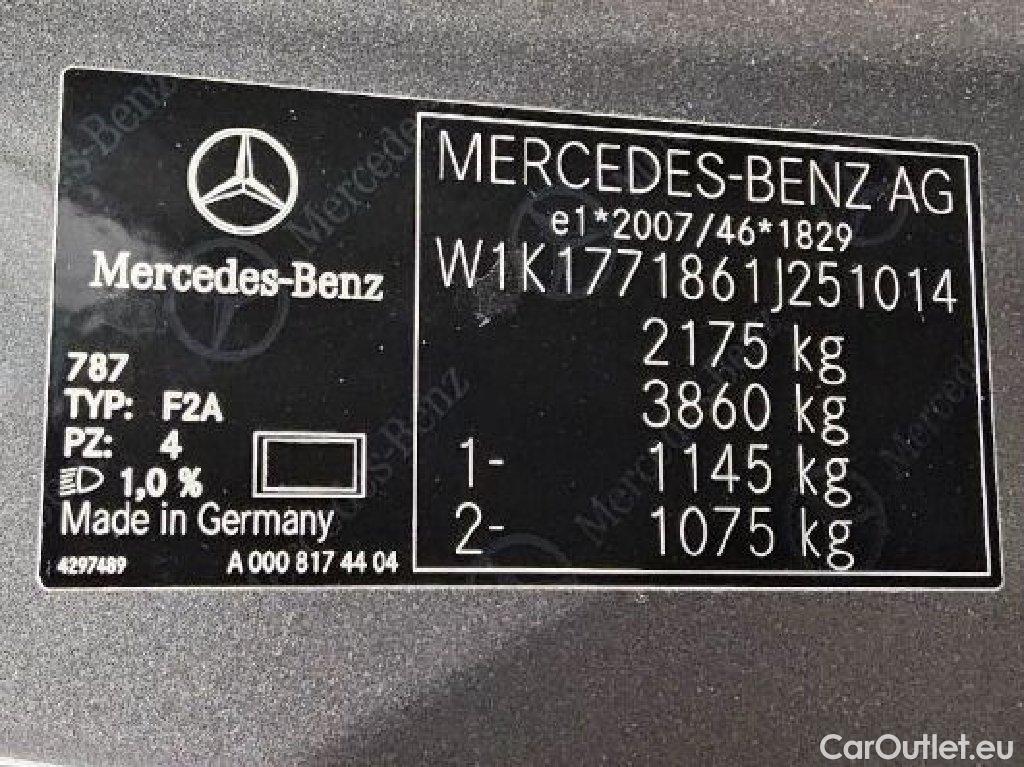 Mercedes-Benz
787
TYP: F2A
PZ: 4
1,0 %
Made in Germany
4297489
A 000 817 44 04
MERCEDES-BENZ AG
e1*2007/46*1829
W1K1771861J251014
2175 kg
3860 kg
1- 1145 kg
2- 1075 kg
CarOutlet.eu